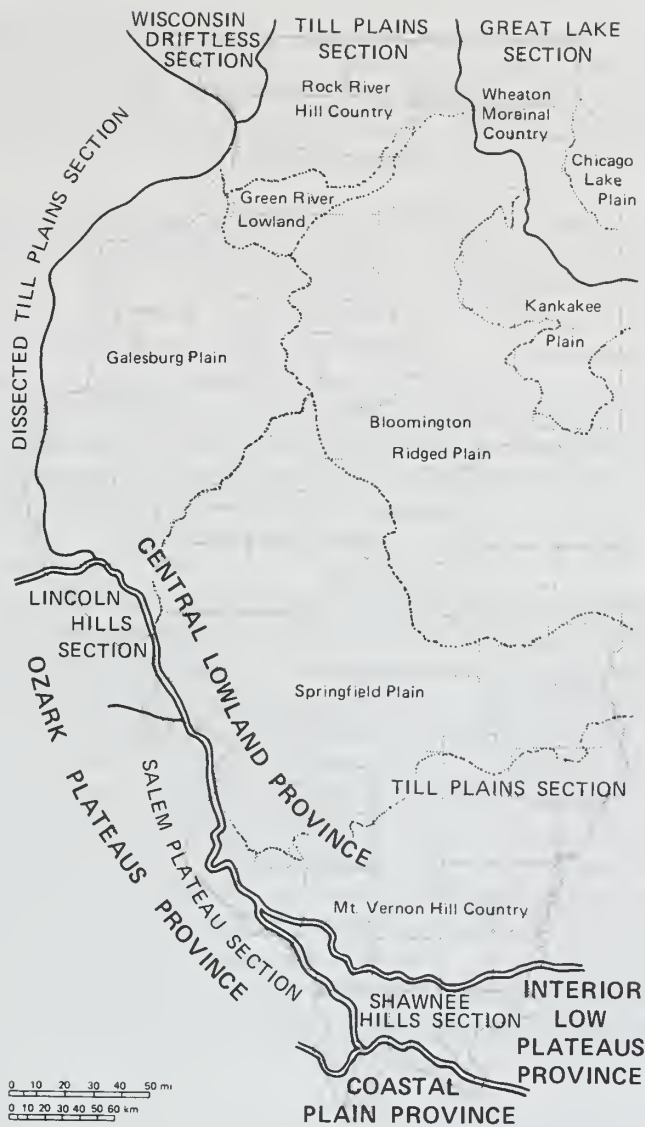 WISCONSIN
DRIFTLESS
SECTION
TILL PLAINS
SECTION
GREAT LAKE
SECTION
Rock River
Hill Country
Wheaton
Morainal
Country
Chicago
Lake
Plain
DISSECTED TILL PLAINS SECTION
Green River
Lowland
Kankakee
Plain
Galesburg Plain
Bloomington
Ridged Plain
LINCOLN
HILLS
SECTION
CENTRAL LOWLAND PROVINCE
OZARK PLATEAUS PROVINCE
Springfield Plain
SALEM PLATEAU SECTION
TILL PLAINS SECTION
Mt. Vernon Hill Country
SHAWNEE
HILLS SECTION
INTERIOR
LOW
PLATEAUS
PROVINCE
COASTAL
PLAIN PROVINCE
0 10 20 30 40 50 mi
0 10 20 30 40 50 60 km